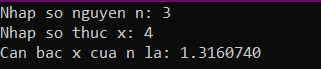 Nhap so nguyen n: 3
Nhap so thuc x: 4
Can bac x cua n la: 1.3160740